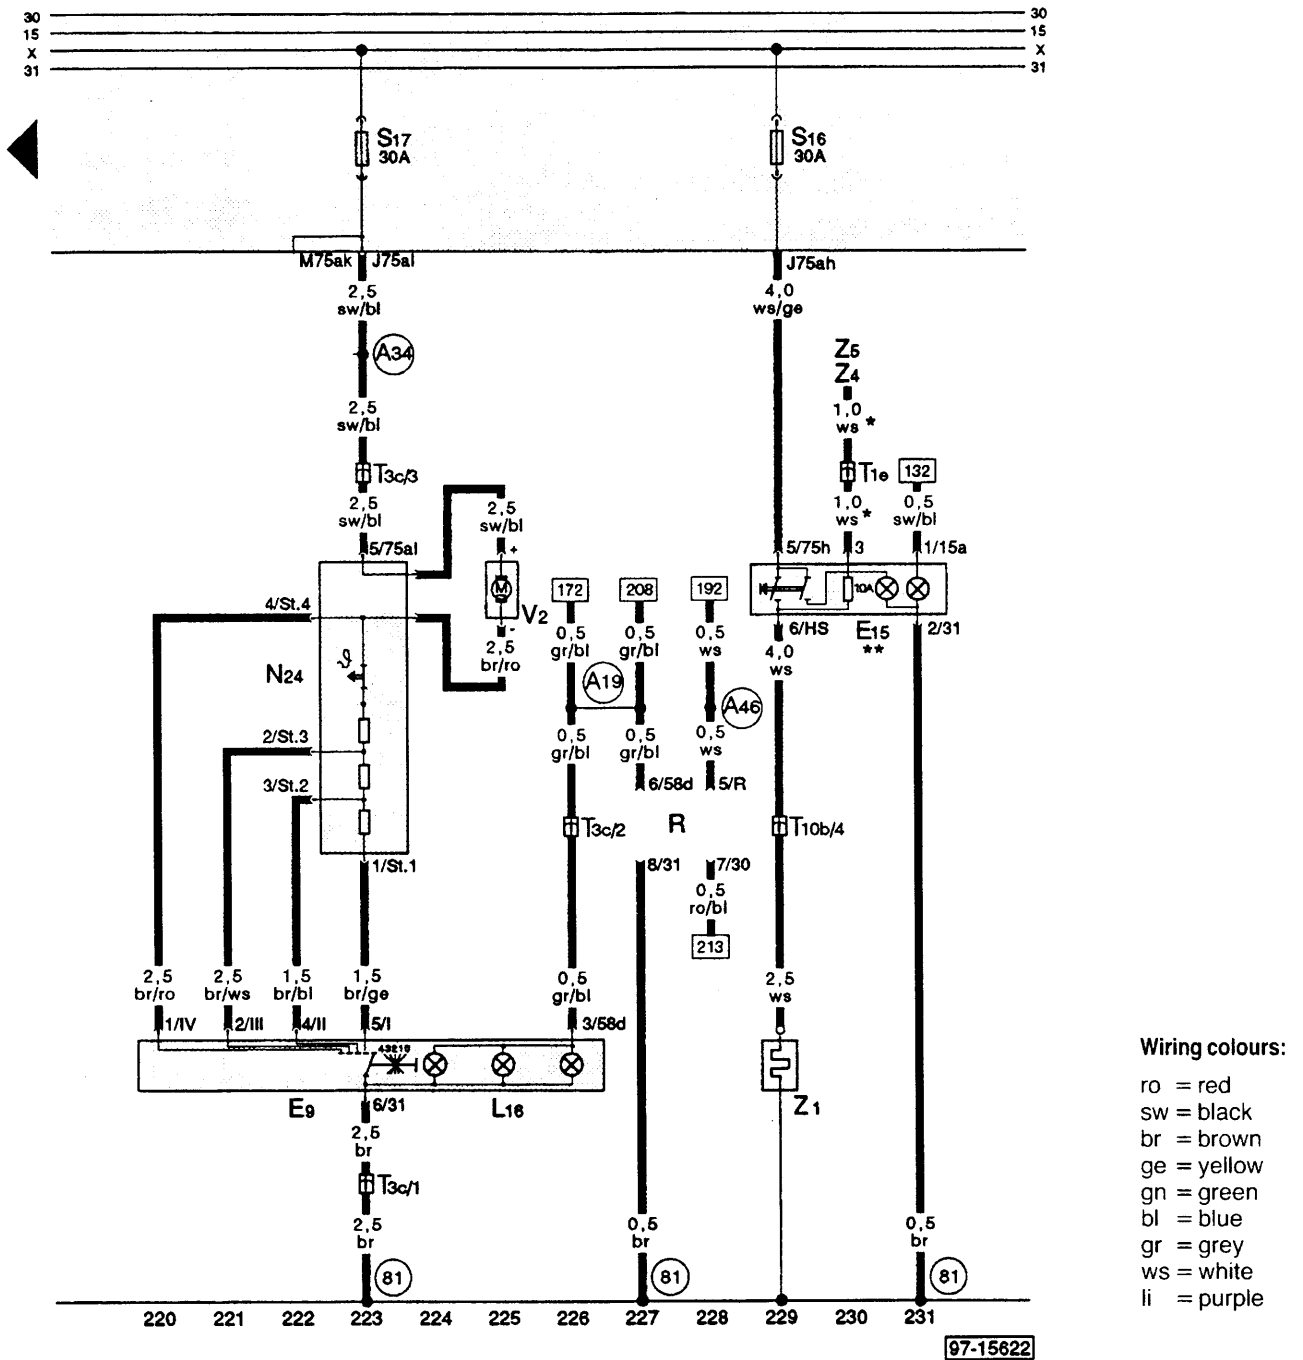 30 30
15 15
X X
31 31
S17
30A
S16
30A
M75ak J75al
J75ah
2,5
sw/bl
4,0
ws/ge
A34
Z5
Z4
2,5
sw/bl
1,0
ws *
T3c/3
T1e
132
2,5
sw/bl
2,5
sw/bl
1,0
ws *
0,5
sw/bl
5/75al
+
5/75h
3
1/15a
M
172
208
192
10A
4/St.4
V2
-
6/HS
E15
**
2/31
2,5
br/ro
0,5
gr/bl
0,5
gr/bl
0,5
ws
4,0
ws
N24
A19
A46
2/St.3
0,5
gr/bl
0,5
gr/bl
0,5
ws
3/St.2
6/58d
5/R
T3c/2
R
T10b/4
1/St.1
8/31
7/30
0,5
ro/bl
213
2,5
br/ro
2,5
br/ws
1,5
br/bl
1,5
br/ge
0,5
gr/bl
2,5
ws
1/IV
2/III
4/II
5/I
3/58d
43210
E9
6/31
L16
Z1
2,5
br
T3c/1
2,5
br
0,5
br
0,5
br
81
81
81
220 221 222 223 224 225 226 227 228 229 230 231
97-15622
Wiring colours:
ro = red
sw = black
br = brown
ge = yellow
gn = green
bl = blue
gr = grey
ws = white
li = purple